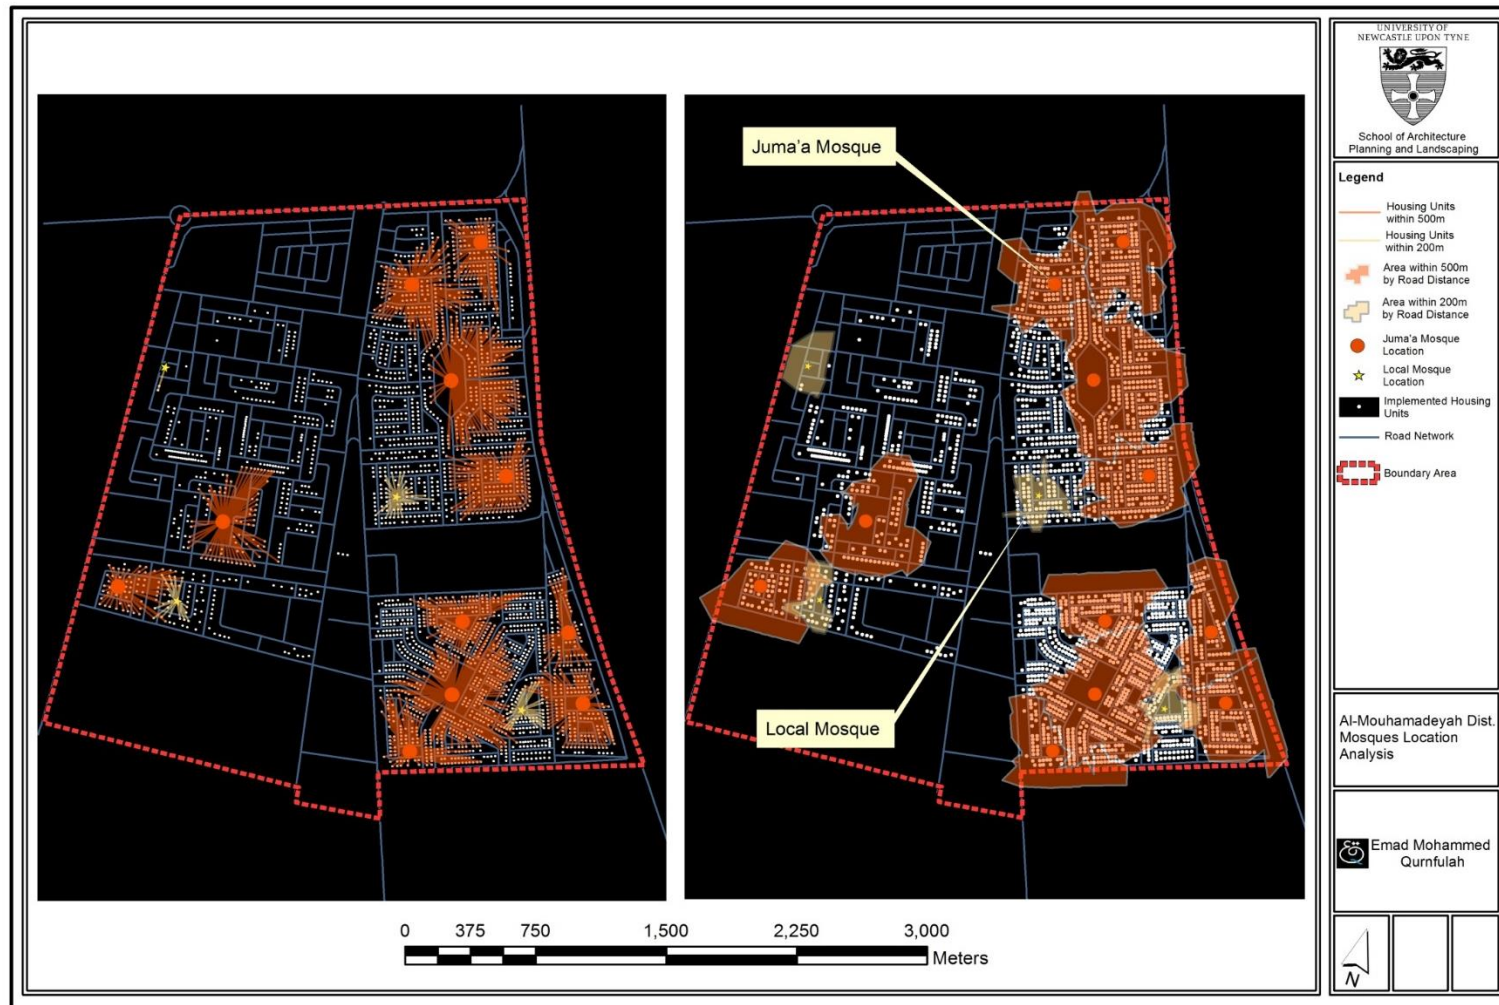 Juma'a Mosque
Local Mosque
0 375 750 1,500 2,250 3,000
Meters
UNIVERSITY OF
NEWCASTLE UPON TYNE
School of Architecture
Planning and Landscaping
Legend
Housing Units
within 500m
Housing Units
within 200m
Area within 500m
by Road Distance
Area within 200m
by Road Distance
Juma'a Mosque
Location
Local Mosque
Location
Implemented Housing
Units
Road Network
Boundary Area
Al-Mouhamadeyah Dist.
Mosques Location
Analysis
Emad Mohammed
Qurnfulah
N